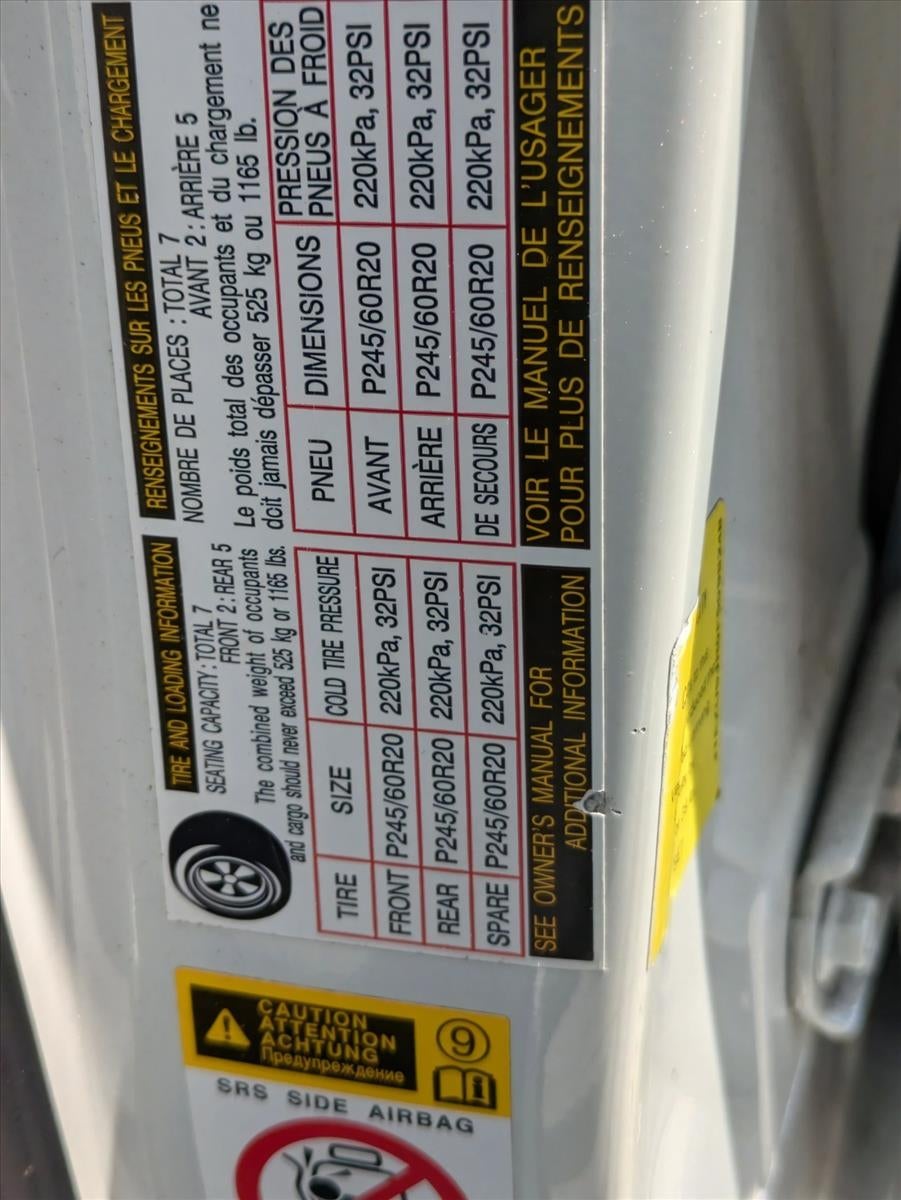 TIRE AND LOADING INFORMATION
SEATING CAPACITY : TOTAL 7
FRONT 2 : REAR 5
The combined weight of occupants
and cargo should never exceed 525 kg or 1165 lbs.
TIRE SIZE COLD TIRE PRESSURE
FRONT P245/60R20 220kPa, 32PSI
REAR P245/60R20 220kPa, 32PSI
SPARE P245/60R20 220kPa, 32PSI
SEE OWNER'S MANUAL FOR
ADDITIONAL INFORMATION
RENSEIGNEMENTS SUR LES PNEUS ET LE CHARGEMENT
NOMBRE DE PLACES : TOTAL 7
AVANT 2 : ARRIÈRE 5
Le poids total des occupants et du chargement ne
doit jamais dépasser 525 kg ou 1165 lb.
PNEU DIMENSIONS PRESSION DES
PNEUS À FROID
AVANT P245/60R20 220kPa, 32PSI
ARRIÈRE P245/60R20 220kPa, 32PSI
DE SECOURS P245/60R20 220kPa, 32PSI
VOIR LE MANUEL DE L'USAGER
POUR PLUS DE RENSEIGNEMENTS
CAUTION
ATTENTION
ACHTUNG
Предупреждение
9
SRS SIDE AIRBAG